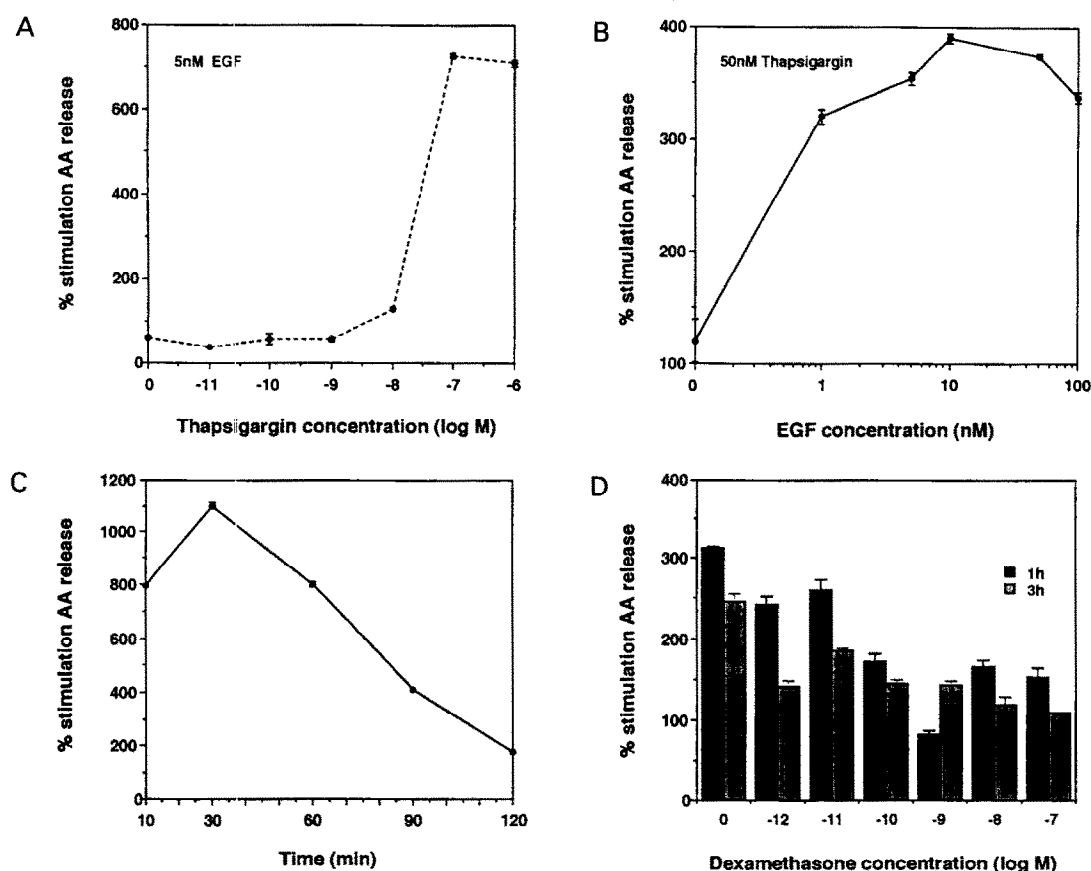 A
% stimulation AA release
800
600
400
200
0
5nM EGF
0 -11 -10 -9 -8 -7 -6
Thapsigargin concentration (log M)
B
% stimulation AA release
400
300
200
100
50nM Thapsigargin
0 1 10 100
EGF concentration (nM)
C
% stimulation AA release
1200
1000
800
600
400
200
0
10 30 60 90 120
Time (min)
D
% stimulation AA release
400
300
200
100
0
1h
3h
0 -12 -11 -10 -9 -8 -7
Dexamethasone concentration (log M)